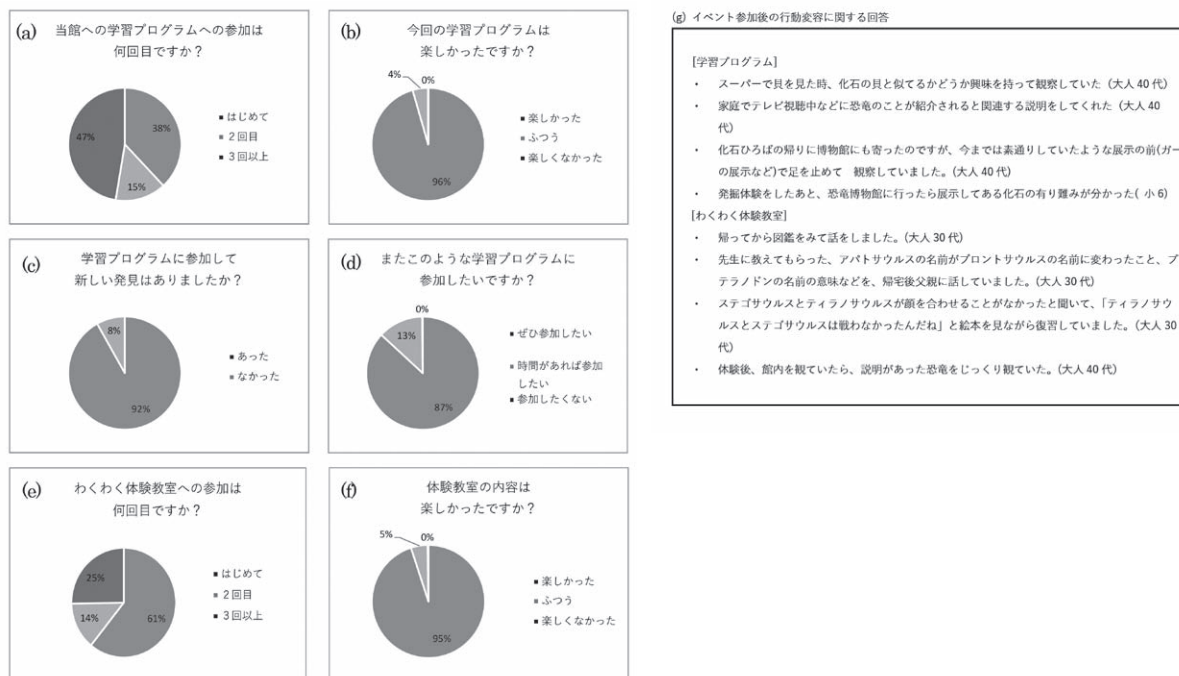 (a) 当館への学習プログラムへの参加は
何回目ですか？
38%
15%
47%
■はじめて
■２回目
■３回以上
(b) 今回の学習プログラムは
楽しかったですか？
4%
0%
96%
■楽しかった
■ふつう
■楽しくなかった
(c) 学習プログラムに参加して
新しい発見はありましたか？
8%
92%
■あった
■なかった
(d) またこのような学習プログラムに
参加したいですか？
0%
13%
87%
■ぜひ参加したい
■時間があれば参加
したい
■参加したくない
(e) わくわく体験教室への参加は
何回目ですか？
25%
14%
61%
■はじめて
■２回目
■３回以上
(f) 体験教室の内容は
楽しかったですか？
5%
0%
95%
■楽しかった
■ふつう
■楽しくなかった
(g) イベント参加後の行動変容に関する回答
[学習プログラム]
・ スーパーで貝を見た時、化石の貝と似てるかどうか興味を持って観察していた（大人 40 代）
・ 家庭でテレビ視聴中などに恐竜のことが紹介されると関連する説明をしてくれた（大人 40
代）
・ 化石ひろばの帰りに博物館にも寄ったのですが、今までは素通りしていたような展示の前(ガー
の展示など)で足を止めて 観察していました。(大人 40 代）
・ 発掘体験をしたあと、恐竜博物館に行ったら展示してある化石の有り難みが分かった( 小 6)
[わくわく体験教室]
・ 帰ってから図鑑をみて話をしました。(大人 30 代）
・ 先生に教えてもらった、アパトサウルスの名前がブロントサウルスの名前に変わったこと、プ
テラノドンの名前の意味などを、帰宅後父親に話していました。(大人 30 代）
・ ステゴサウルスとティラノサウルスが顔を合わせることがなかったと聞いて、「ティラノサウ
ルスとステゴサウルスは戦わなかったんだね」と絵本を見ながら復習していました。(大人 30
代）
・ 体験後、館内を観ていたら、説明があった恐竜をじっくり観ていた。(大人 40 代）